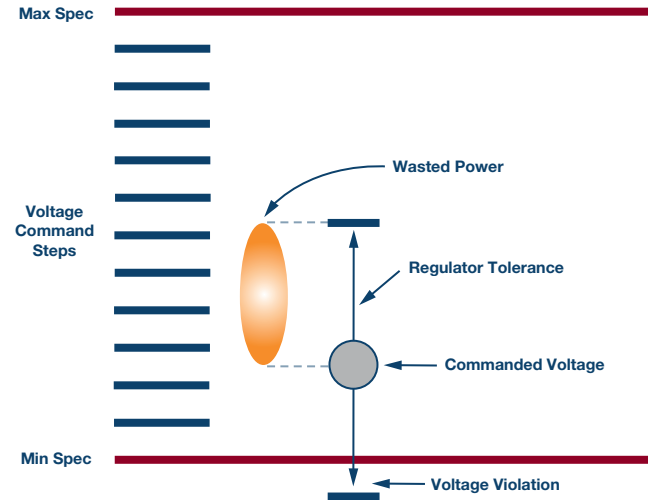 Max Spec
Wasted Power
Voltage
Command
Steps
Regulator Tolerance
Commanded Voltage
Min Spec
Voltage Violation